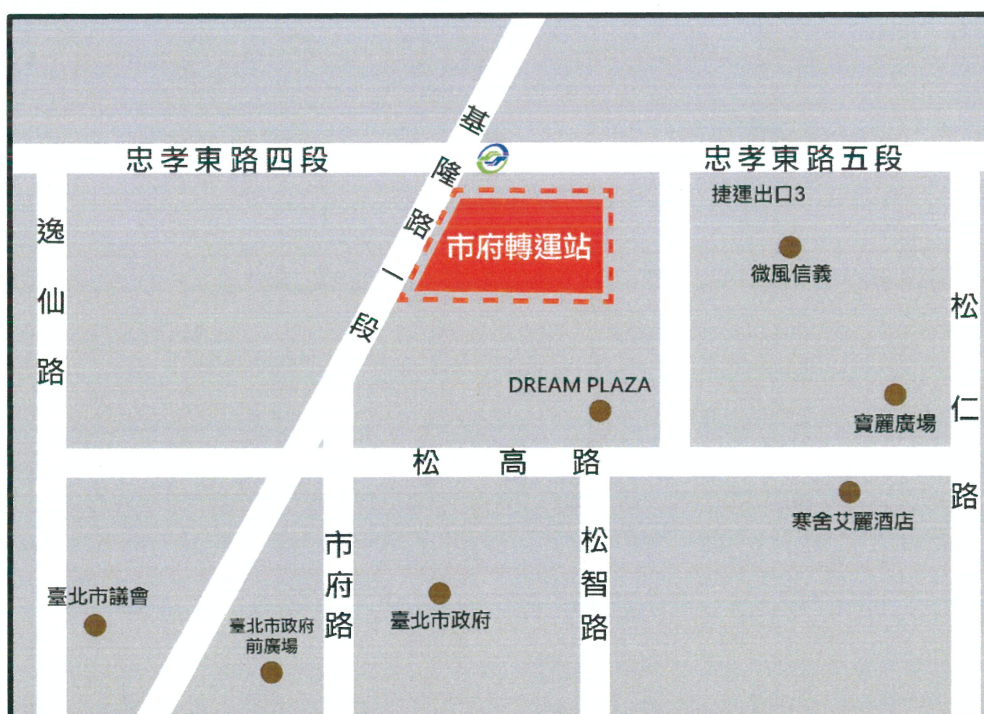 基隆路一段
忠孝東路四段
忠孝東路五段
捷運出口3
逸仙路
市府轉運站
微風信義
松仁路
DREAM PLAZA
寶麗廣場
松高路
寒舍艾麗酒店
市府路
松智路
臺北市議會
臺北市政府
前廣場
臺北市政府